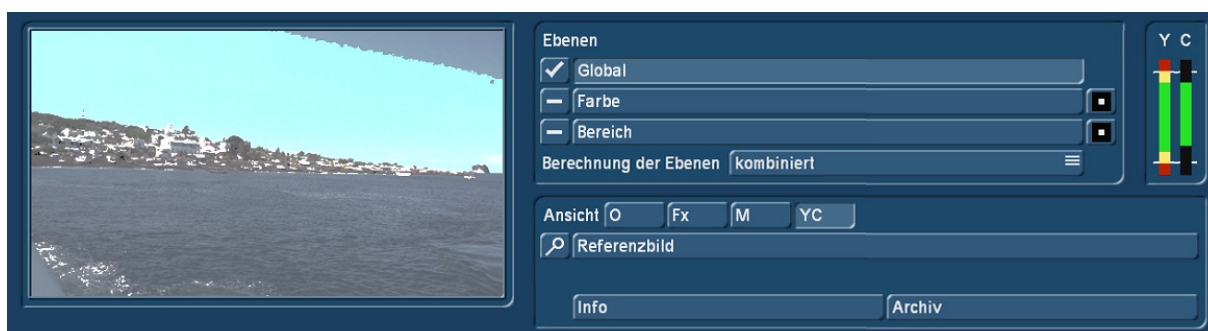 Ebenen
Y C
Global
Farbe
Bereich
Berechnung der Ebenen kombiniert
Ansicht O Fx M YC
Referenzbild
Info Archiv